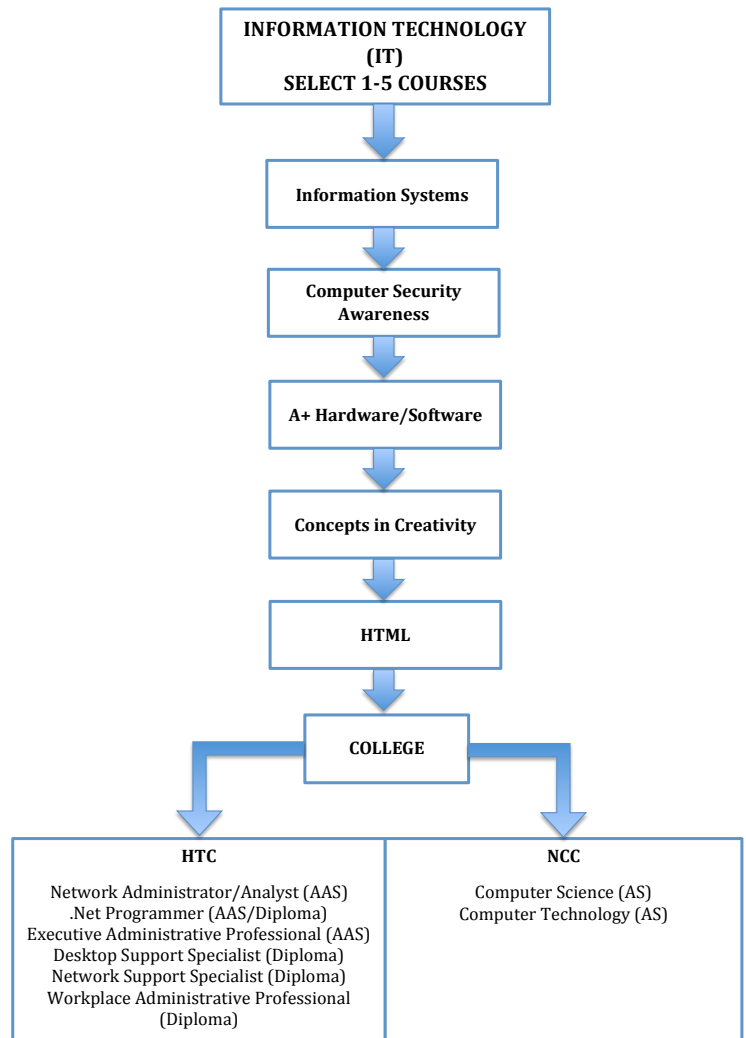 INFORMATION TECHNOLOGY
(IT)
SELECT 1-5 COURSES
Information Systems
Computer Security
Awareness
A+ Hardware/Software
Concepts in Creativity
HTML
COLLEGE
HTC
Network Administrator/Analyst (AAS)
.Net Programmer (AAS/Diploma)
Executive Administrative Professional (AAS)
Desktop Support Specialist (Diploma)
Network Support Specialist (Diploma)
Workplace Administrative Professional
(Diploma)
NCC
Computer Science (AS)
Computer Technology (AS)